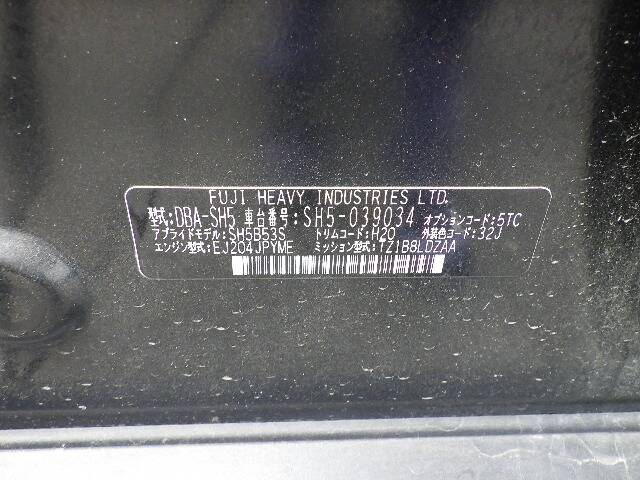 FUJI HEAVY INDUSTRIES LTD.
型式:DBA-SH5 車台番号:SH5-039034 オプションコード:5TC
アプライドモデル:SH5B53S トリムコード:H20 外装色コード:32J
エンジン型式:EJ204JPYME ミッション型式:TZ1B8LDZAA